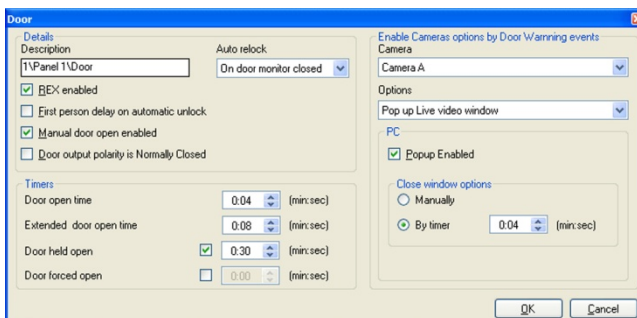 Door
Details
Description
Auto relock
1\Panel 1\Door
On door monitor closed
REX enabled
First person delay on automatic unlock
Manual door open enabled
Door output polarity is Normally Closed
Timers
Door open time 0:04 (min:sec)
Extended door open time 0:08 (min:sec)
Door held open 0:30 (min:sec)
Door forced open 0:00 (min:sec)
Enable Cameras options by Door Warnning events
Camera
Camera A
Options
Pop up Live video window
PC
Popup Enabled
Close window options
Manually
By timer 0:04 (min:sec)
OK Cancel